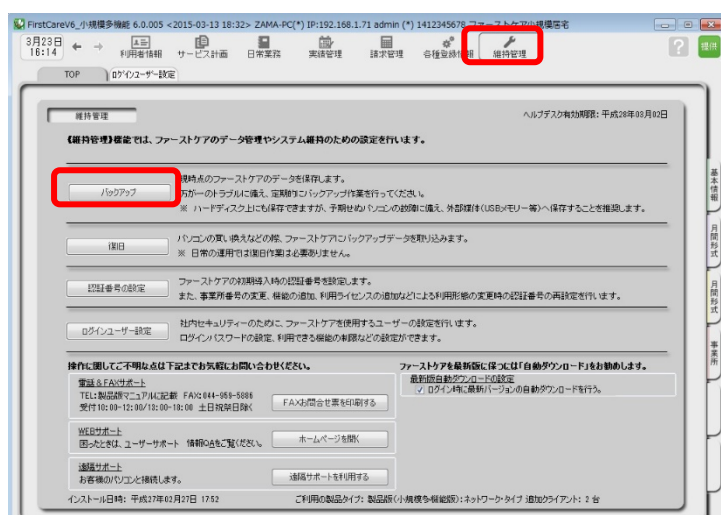 FirstCareV6_小規模多機能 6.0.005 <2015-03-13 18:32> ZAMA-PC(*) IP:192.168.1.71 admin (*) 1412345678 ファーストケア小規模居宅
3月23日
16:14
利用者情報 サービス計画 日常業務 実績管理 請求管理 各種登録情報 維持管理
? 提供
TOP ログインユーザー設定
維持管理 ヘルプデスク有効期限: 平成28年03月02日
《維持管理》機能では、ファーストケアのデータ管理やシステム維持のための設定を行います。
現時点のファーストケアのデータを保存します。
バックアップ 万が一のトラブルに備え、定期的にバックアップ作業を行ってください。
※ ハードディスク上にも保存できますが、予期せぬパソコンの故障に備え、外部媒体(USBメモリー等)へ保存することを推奨します。
復旧 パソコンの買い換えなどの際、ファーストケアにバックアップデータを取り込みます。
※ 日常の運用では復旧作業は必要ありません。
認証番号の設定 ファーストケアの初期導入時の認証番号を設定します。
また、事業所番号の変更、機能の追加、利用ライセンスの追加などによる利用形態の変更時の認証番号の再設定を行います。
ログインユーザー設定 社内セキュリティーのために、ファーストケアを使用するユーザーの設定を行います。
ログインパスワードの設定、利用できる機能の制限などの設定ができます。
操作に関してご不明な点は下記までお気軽にお問い合わせください。
電話&FAXサポート
TEL:製品版マニュアルに記載 FAX:044-959-5886
受付10:00-12:00/13:00-18:00 土日祝祭日除く
FAXお問合せ票を印刷する
WEBサポート
困ったときは、ユーザーサポート 情報QAをご覧ください。
ホームページを開く
遠隔サポート
お客様のパソコンと接続します。
遠隔サポートを利用する
ファーストケアを最新版に保つには「自動ダウンロード」をお勧めします。
最新版自動ダウンロードの設定
ログイン時に最新バージョンの自動ダウンロードを行う。
インストール日時: 平成27年02月27日 17:52 ご利用の製品タイプ: 製品版(小規模多機能版):ネットワーク・タイプ 追加クライアント: 2 台
基本情報
月間形式
月間形式
事業所